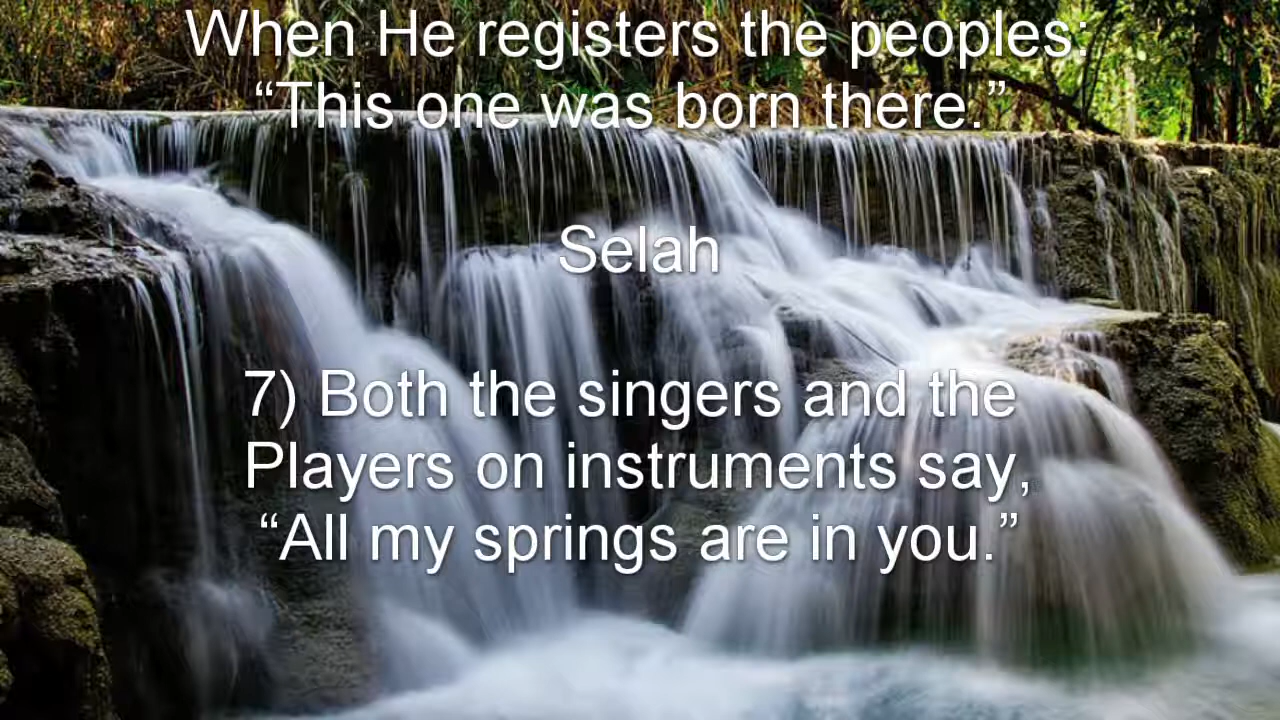 When He registers the peoples:
“This one was born there.”
Selah
7) Both the singers and the
Players on instruments say,
“All my springs are in you.”